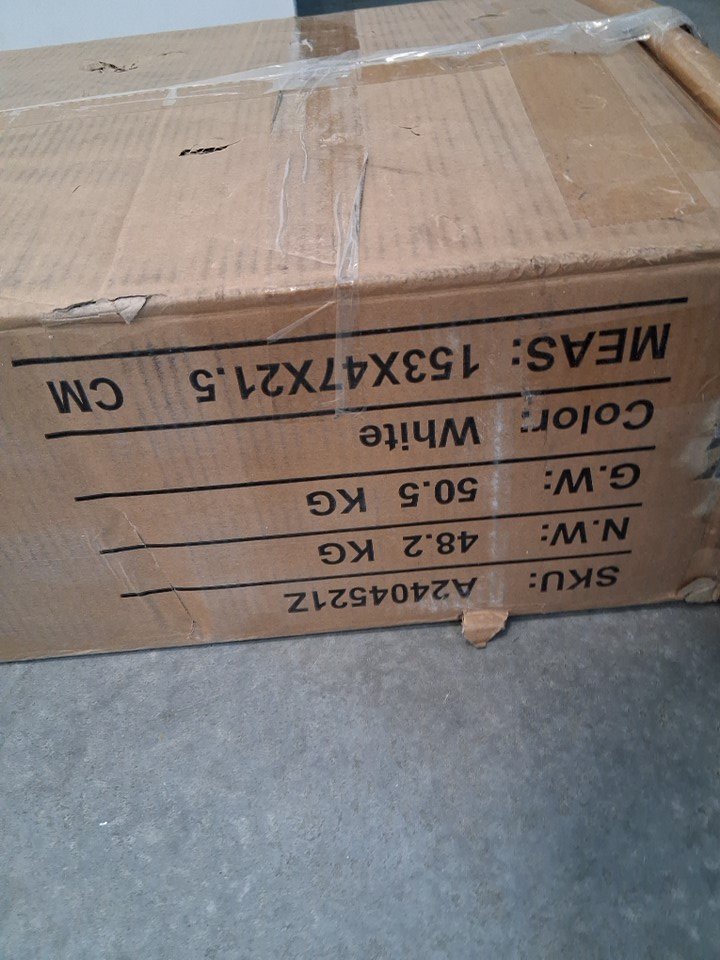 SKU: A2404521Z
N.W: 48.2 KG
G.W: 50.5 KG
Color: White
MEAS: 153X47X21.5 CM